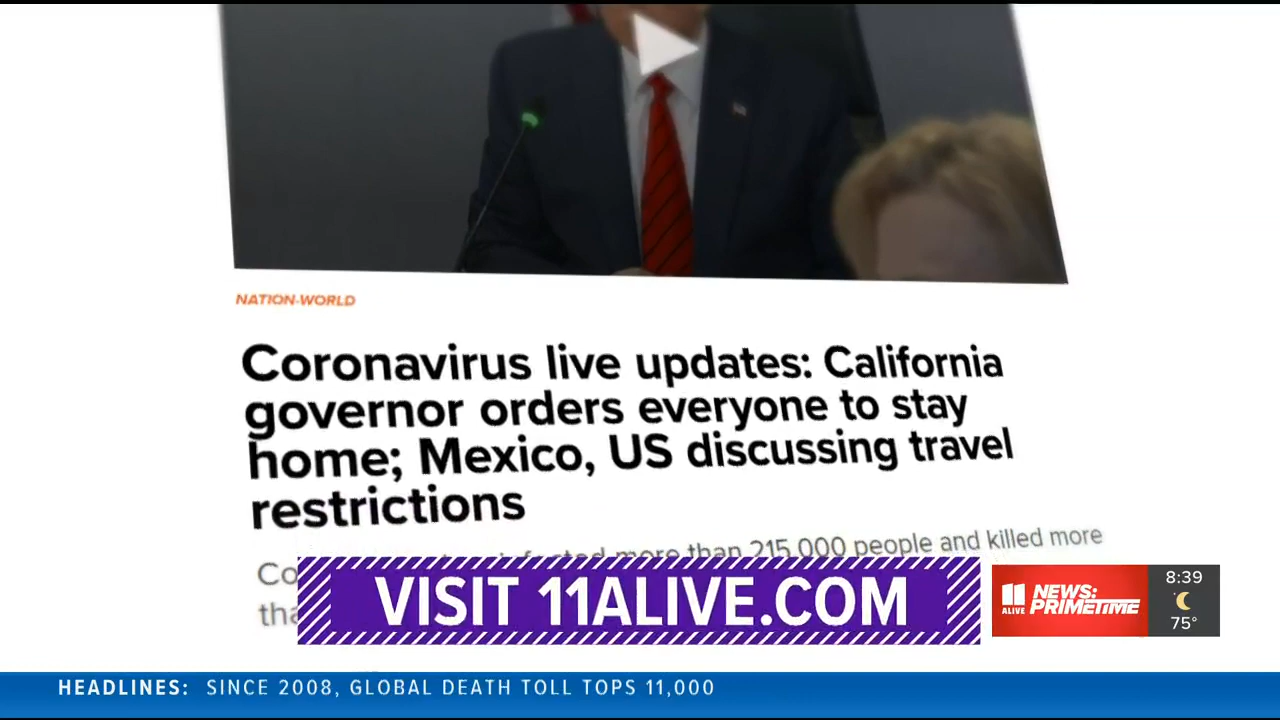 NATION-WORLD
Coronavirus live updates: California
governor orders everyone to stay
home; Mexico, US discussing travel
restrictions
more than 215,000 people and killed more
VISIT 11ALIVE.COM
11 ALIVE
NEWS:
PRIMETIME
8:39
75°
HEADLINES: SINCE 2008, GLOBAL DEATH TOLL TOPS 11,000